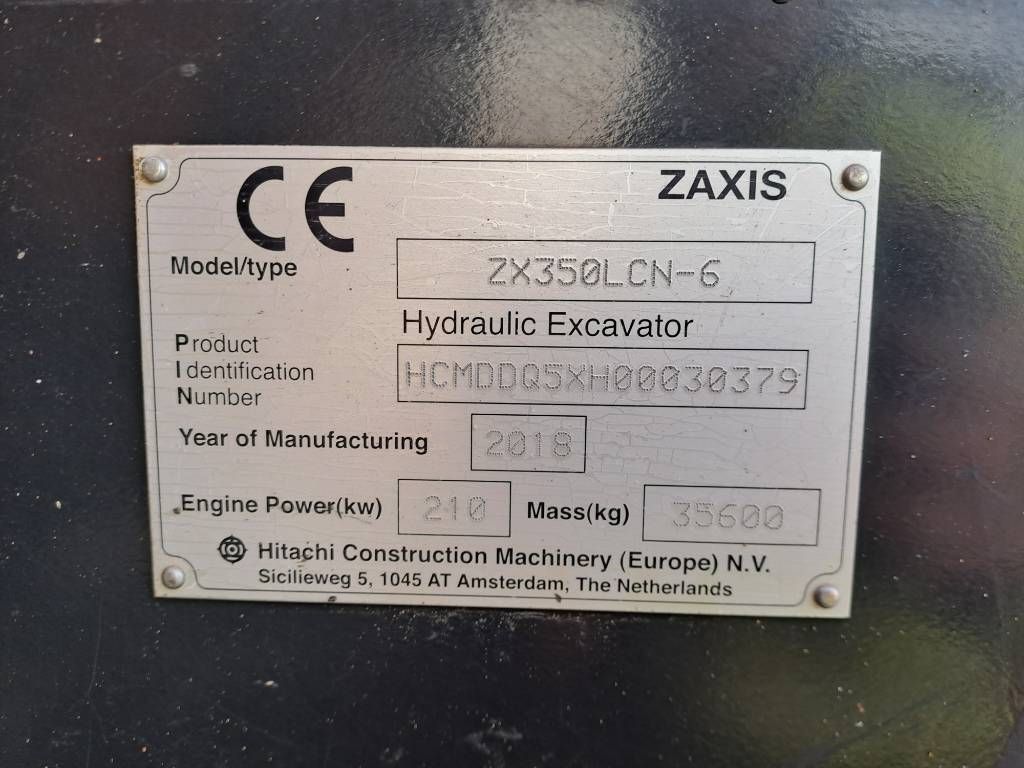 CE ZAXIS
Model/type ZX350LCN-6
Hydraulic Excavator
Product
Identification HCMDDQ5XH00030379
Number
Year of Manufacturing 2018
Engine Power(kw) 210 Mass(kg) 35600
Hitachi Construction Machinery (Europe) N.V.
Sicilieweg 5, 1045 AT Amsterdam, The Netherlands